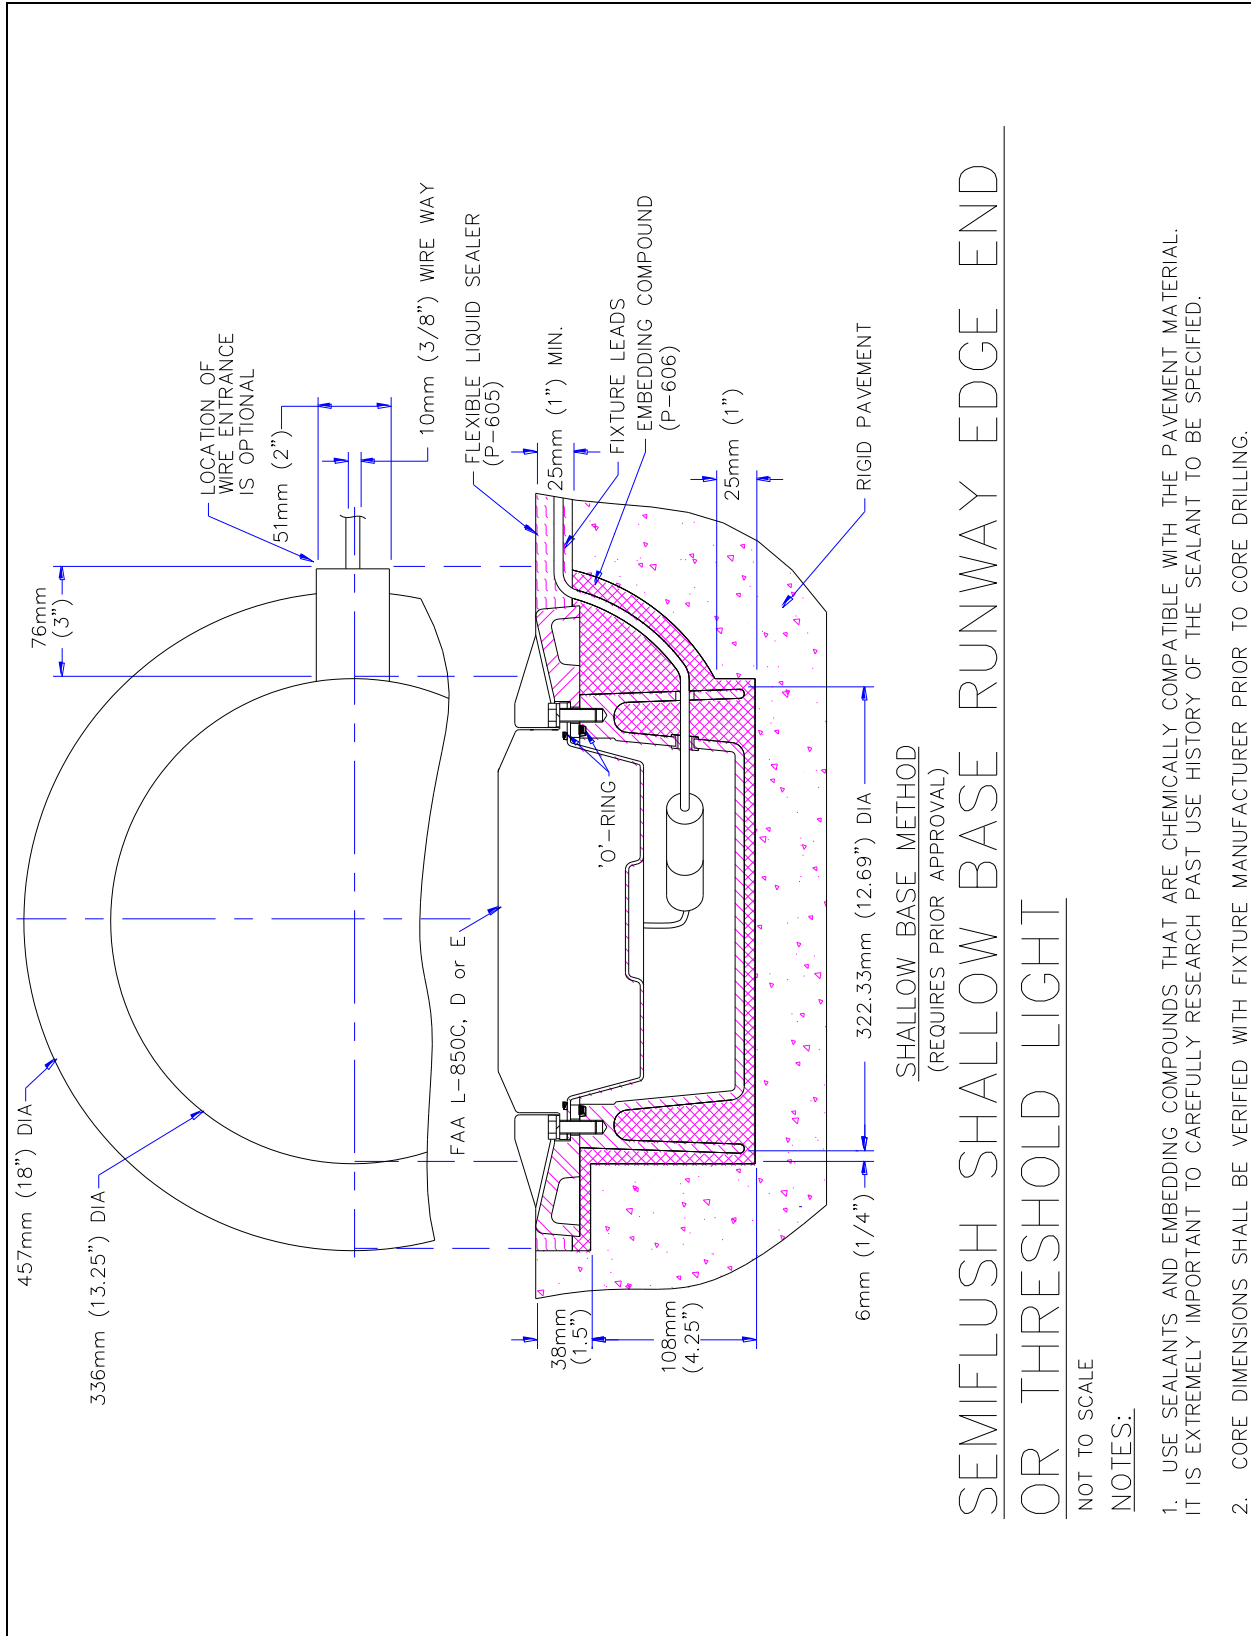 457mm (18") DIA
336mm (13.25") DIA
76mm
(3")
LOCATION OF
WIRE ENTRANCE
IS OPTIONAL
51mm (2")
10mm (3/8") WIRE WAY
FAA L-850C, D or E
FLEXIBLE LIQUID SEALER
(P-605)
25mm (1") MIN.
FIXTURE LEADS
EMBEDDING COMPOUND
(P-606)
'O'-RING
25mm (1")
RIGID PAVEMENT
38mm
(1.5")
108mm
(4.25")
6mm (1/4")
322.33mm (12.69") DIA
SHALLOW BASE METHOD
(REQUIRES PRIOR APPROVAL)
SEMIFLUSH SHALLOW BASE RUNWAY EDGE END
OR THRESHOLD LIGHT
NOT TO SCALE
NOTES:
1. USE SEALANTS AND EMBEDDING COMPOUNDS THAT ARE CHEMICALLY COMPATIBLE WITH THE PAVEMENT MATERIAL.
IT IS EXTREMELY IMPORTANT TO CAREFULLY RESEARCH PAST USE HISTORY OF THE SEALANT TO BE SPECIFIED.
2. CORE DIMENSIONS SHALL BE VERIFIED WITH FIXTURE MANUFACTURER PRIOR TO CORE DRILLING.